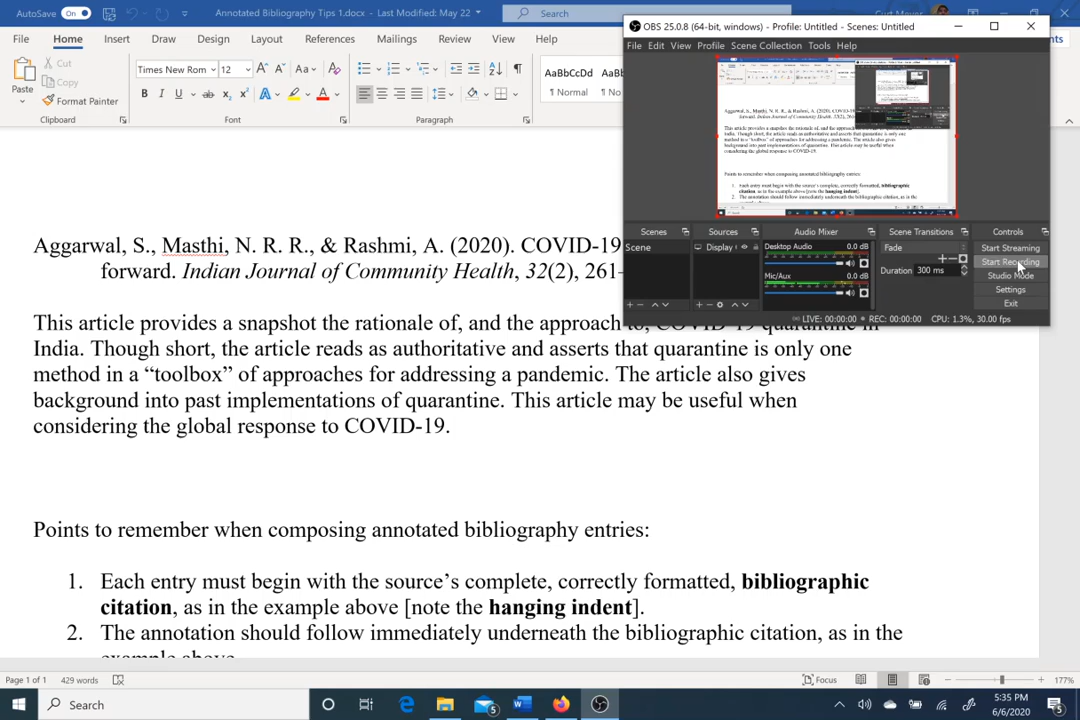 AutoSave On Annotated Bibliography Tips 1.docx - Last Modified: May 22 Search
File Home Insert Draw Design Layout References Mailings Review View Help
Paste Cut Copy Format Painter
Times New Rom 12 Aa
AaBbCcDd
¶ Normal
Clipboard Font Paragraph
OBS 25.0.8 (64-bit, windows) - Profile: Untitled - Scenes: Untitled
File Edit View Profile Scene Collection Tools Help
Scenes Sources Audio Mixer Scene Transitions Controls
Scene
Display
Desktop Audio 0.0 dB
Mic/Aux 0.0 dB
Fade
Duration 300 ms
Start Streaming
Start Recording
Studio Mode
Settings
Exit
LIVE: 00:00:00 REC: 00:00:00 CPU: 1.3%, 30.00 fps
Aggarwal, S., Masthi, N. R. R., & Rashmi, A. (2020). COVID-19
forward. Indian Journal of Community Health, 32(2), 261–
This article provides a snapshot the rationale of, and the approach to, COVID-19 quarantine in
India. Though short, the article reads as authoritative and asserts that quarantine is only one
method in a “toolbox” of approaches for addressing a pandemic. The article also gives
background into past implementations of quarantine. This article may be useful when
considering the global response to COVID-19.
Points to remember when composing annotated bibliography entries:
1. Each entry must begin with the source’s complete, correctly formatted, bibliographic
citation, as in the example above [note the hanging indent].
2. The annotation should follow immediately underneath the bibliographic citation, as in the
example above.
Page 1 of 1 429 words Focus 177%
Search
5:35 PM
6/6/2020